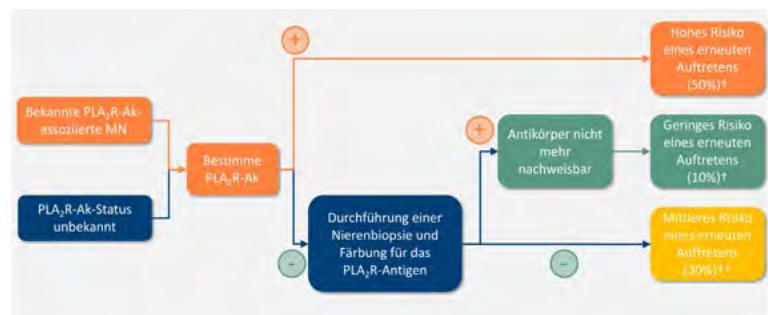 Bekannte PLA₂R-Ak-
assoziierte MN
PLA₂R-Ak-Status
unbekannt
Bestimme
PLA₂R-Ak
+
-
Durchführung einer
Nierenbiopsie und
Färbung für das
PLA₂R-Antigen
+
-
Antikörper nicht
mehr
nachweisbar
Hohes Risiko
eines erneuten
Auftretens
(50%)†
Geringes Risiko
eines erneuten
Auftretens
(10%)†
Mittleres Risiko
eines erneuten
Auftretens
(30%)†